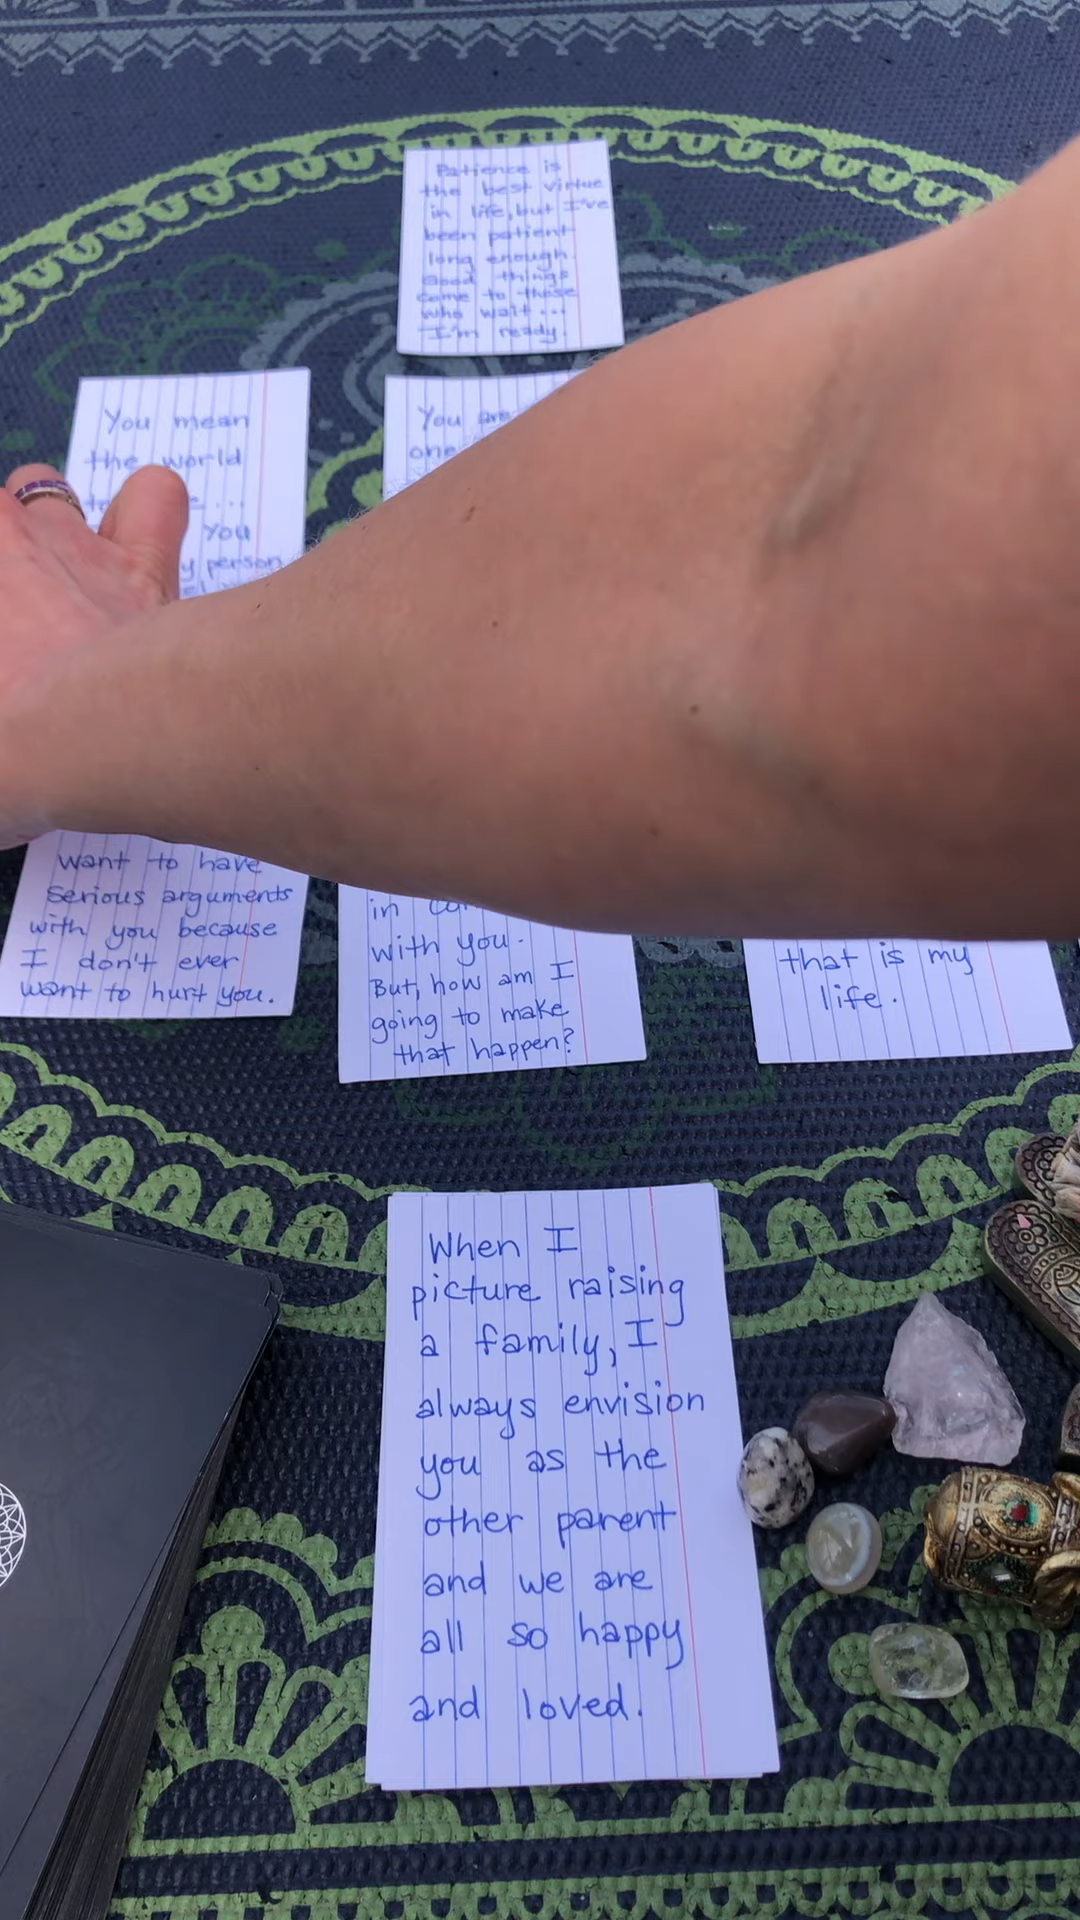 Patience is
the best virtue
in life, but I've
been patient
long enough.
Good things
come to those
who wait...
I'm ready.
You mean
the world
...
You
person
You are
one
want to have
serious arguments
with you because
I don't ever
want to hurt you.
in
with you.
But, how am I
going to make
that happen?
that is my
life.
When I
picture raising
a family, I
always envision
you as the
other parent
and we are
all so happy
and loved.